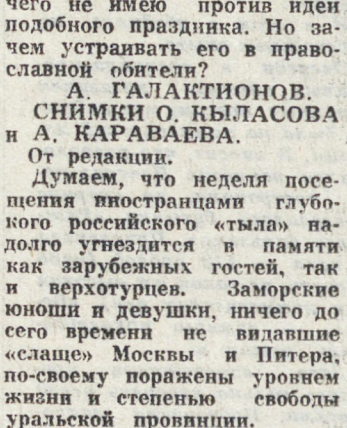 чего не имею против идеи
подобного праздника. Но за-
чем устраивать его в право-
славной обители?
А. ГАЛАКТИОНОВ.
СНИМКИ О. КЫЛАСОВА
и А. КАРАВАЕВА.
От редакции.
Думаем, что неделя посе-
щения иностранцами глубо-
кого российского «тыла» на-
долго угнездится в памяти
как зарубежных гостей, так
и верхотурцев. Заморские
юноши и девушки, ничего до
сего времени не видавшие
«слаще» Москвы и Питера,
по-своему поражены уровнем
жизни и степенью свободы
уральской провинции.